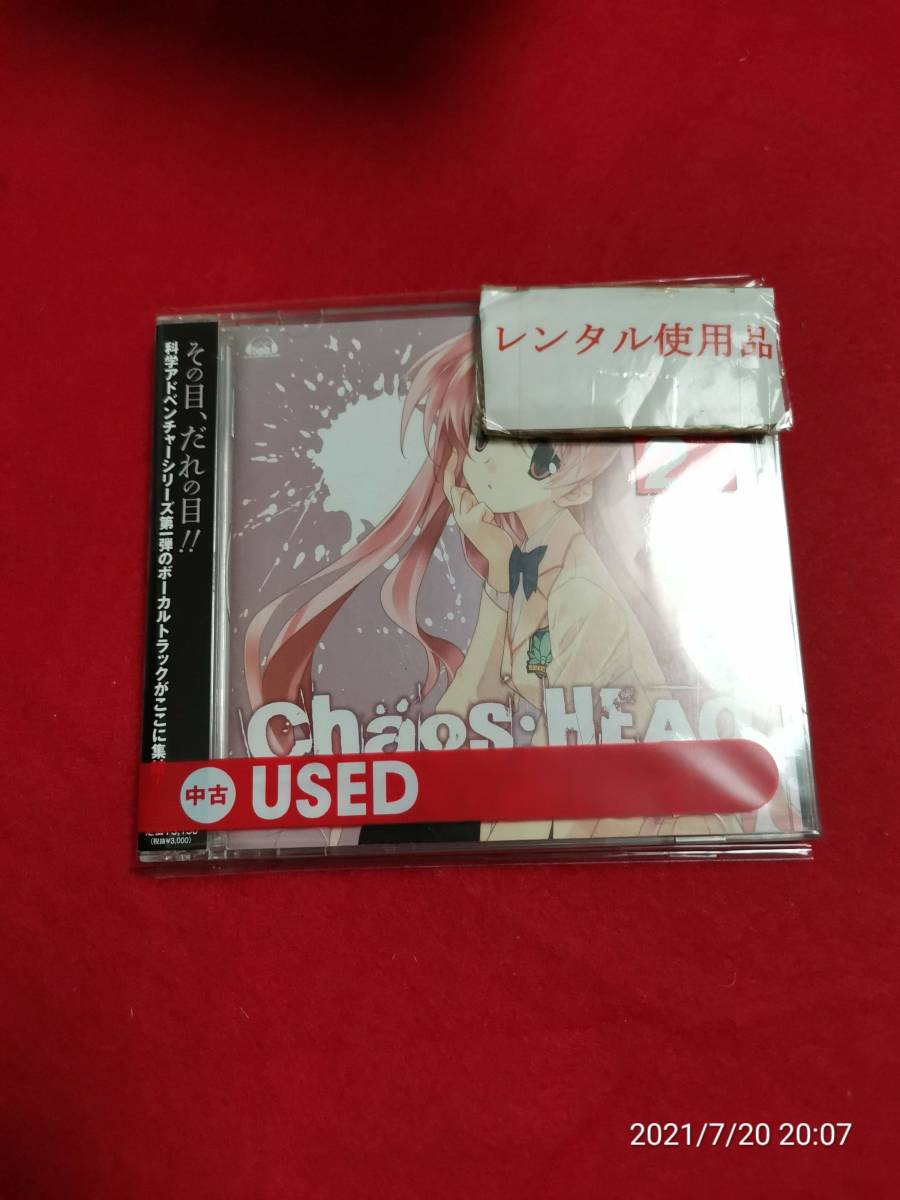 レンタル使用品
その目、だれの目!!
科学アドベンチャーシリーズ第一弾のボーカルトラックがここに集
Chäos;HEAD
中古
USED
(税抜¥3,000)
2021/7/20 20:07